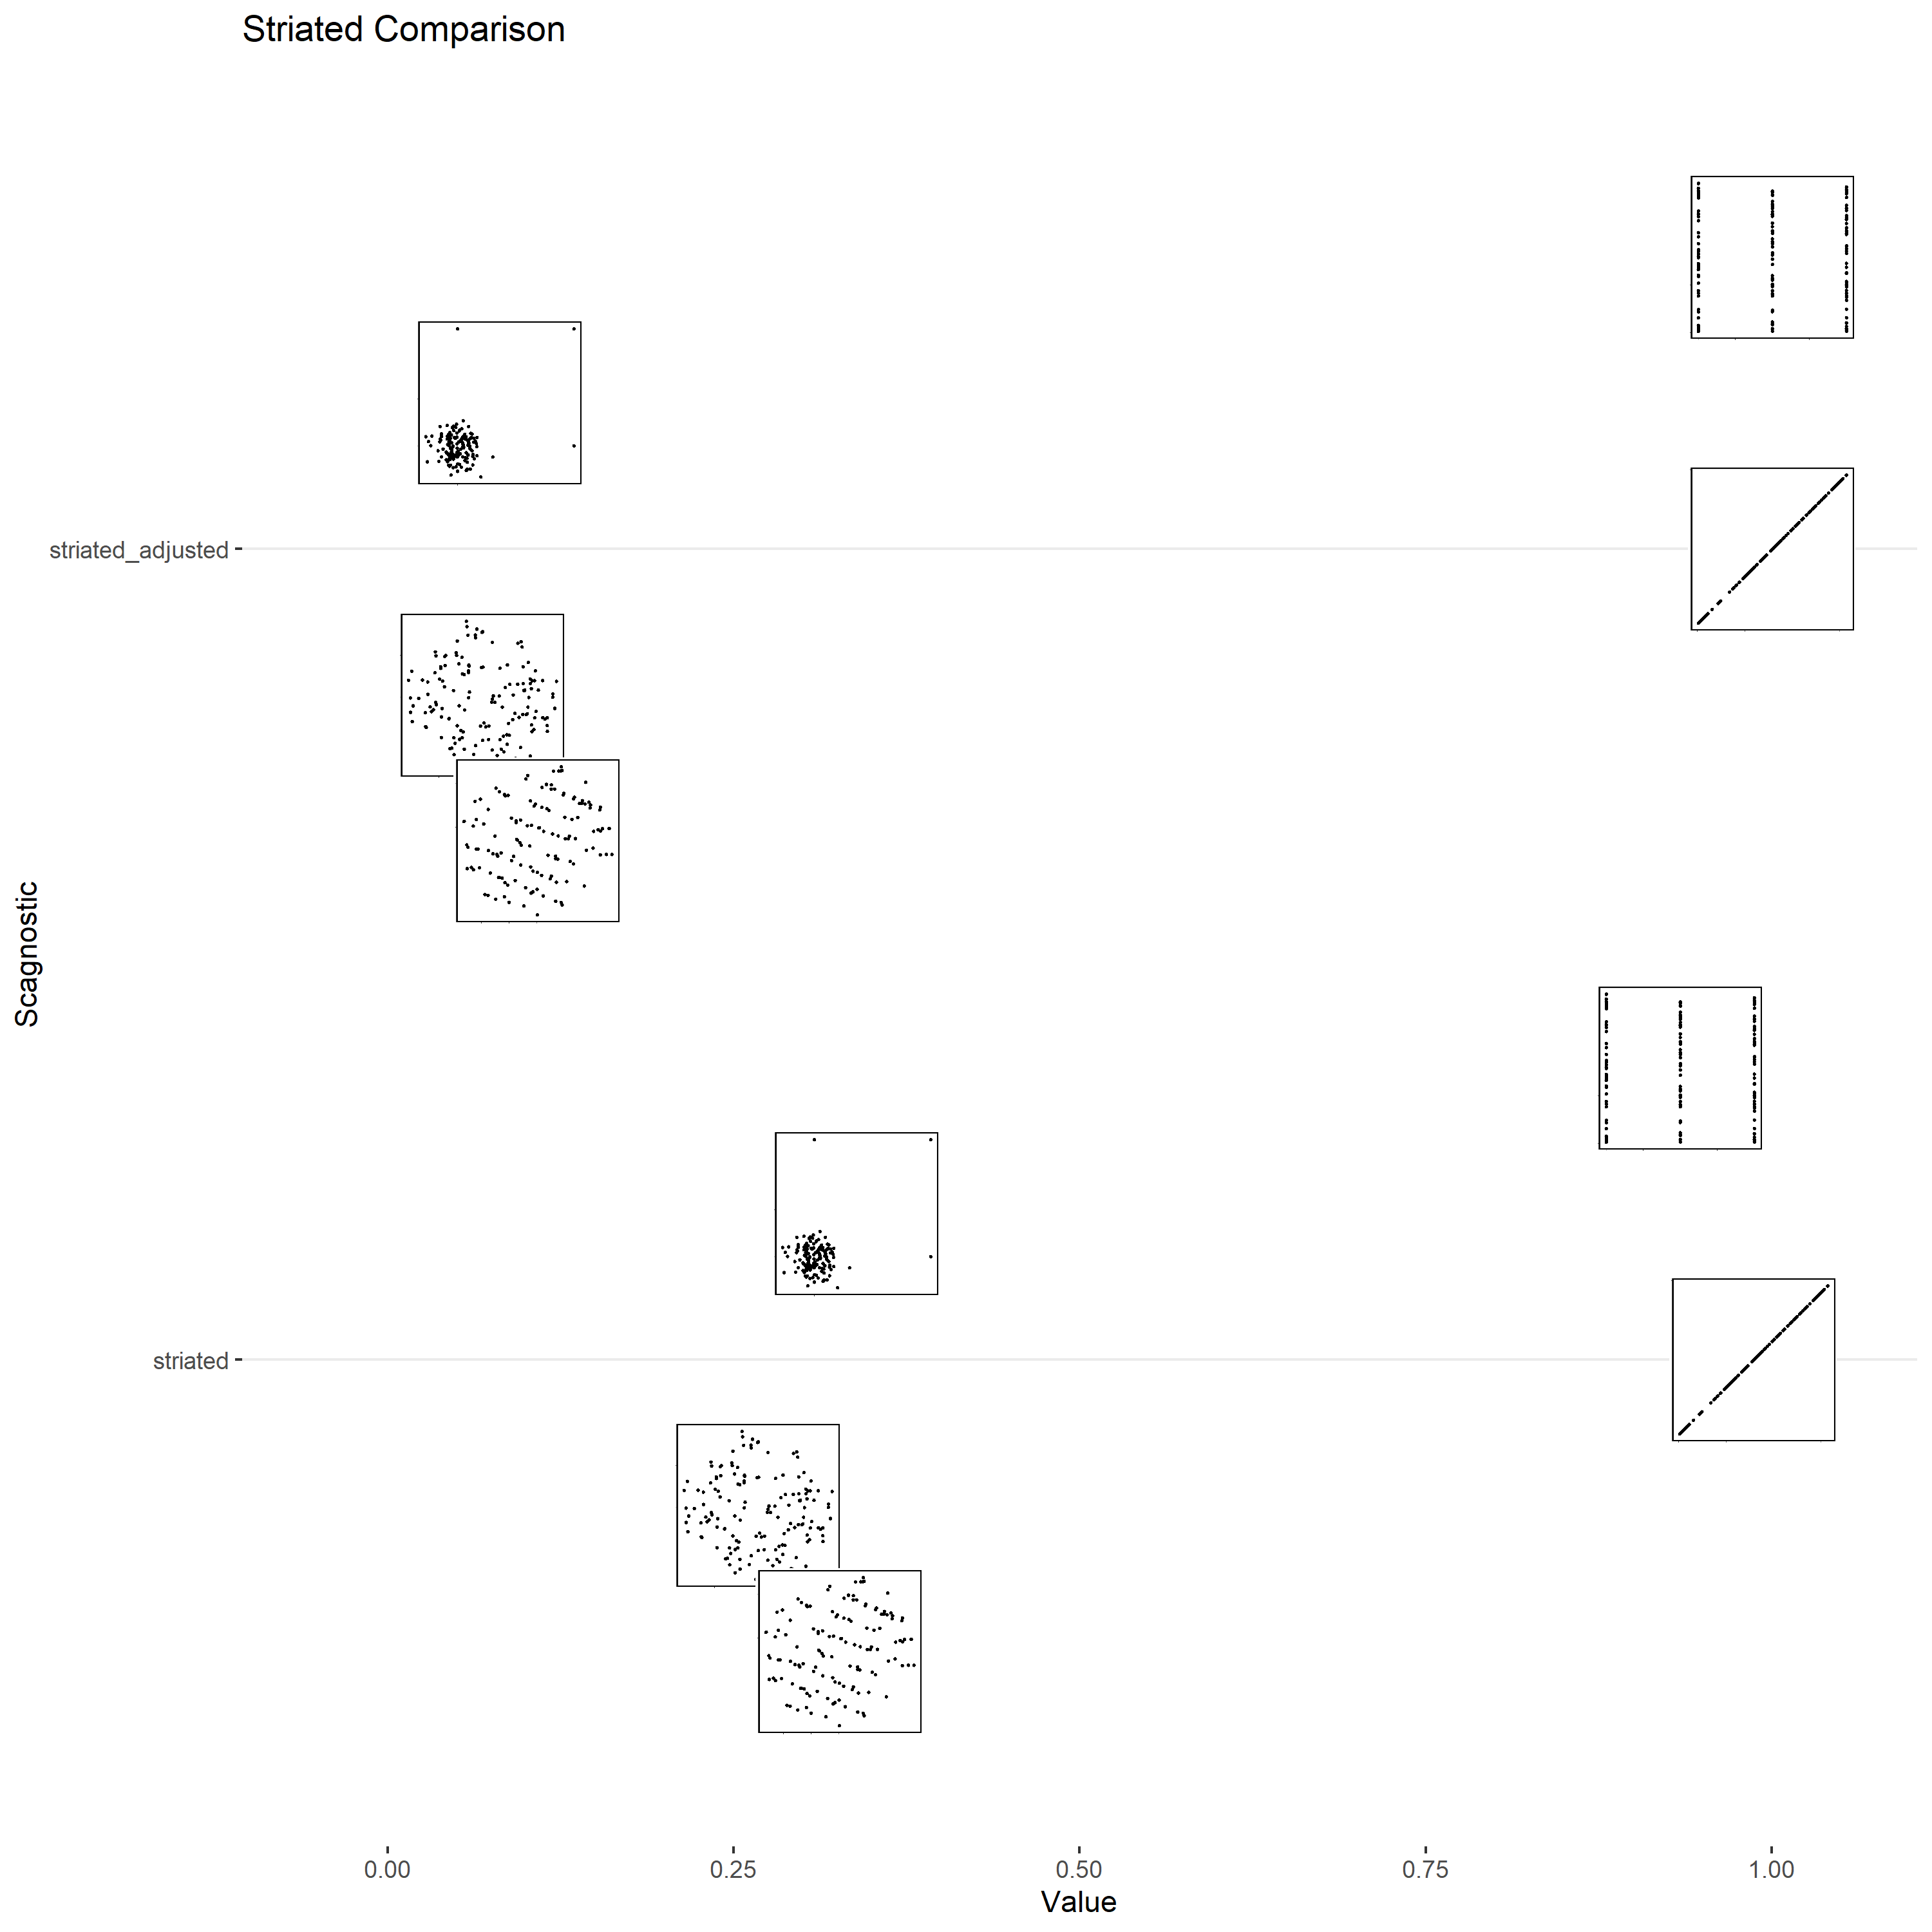 Striated Comparison
striated_adjusted
Scagnostic
striated
0.00 0.25 0.50 0.75 1.00
Value